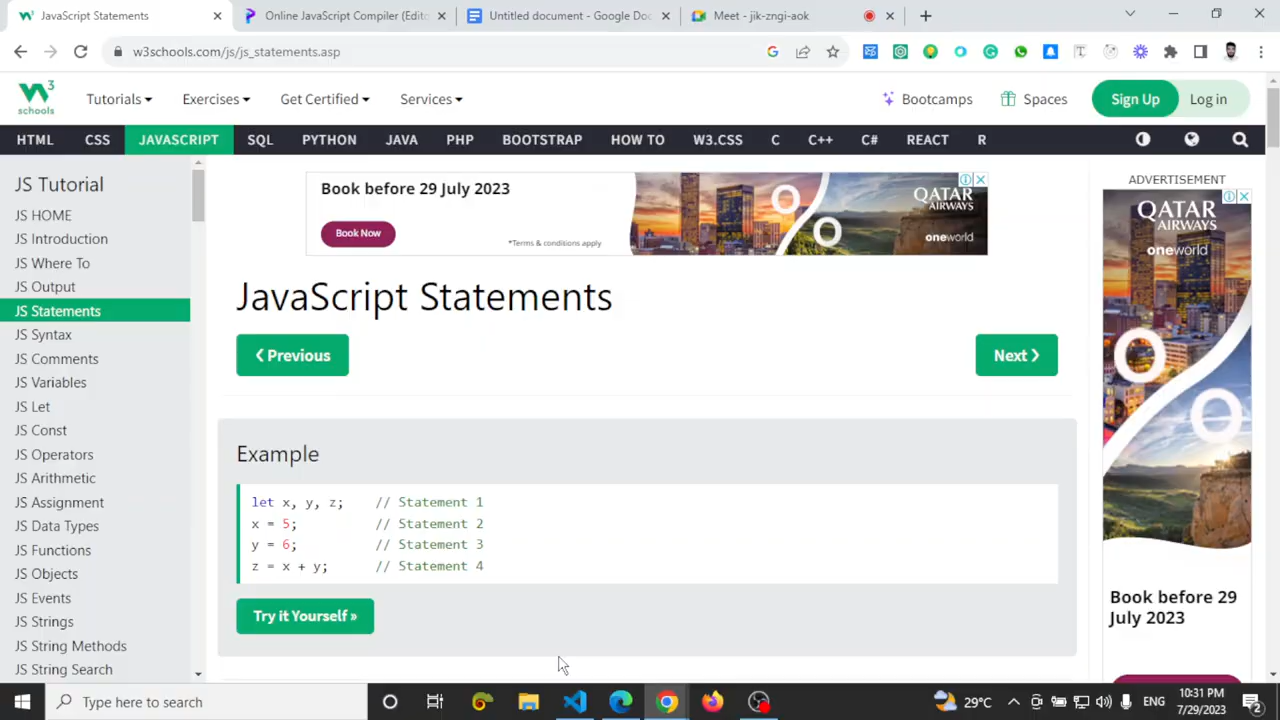 JavaScript Statements
Online JavaScript Compiler (Edito
Untitled document - Google Doc
Meet - jik-zngi-aok
w3schools.com/js/js_statements.asp
W3 schools
Tutorials
Exercises
Get Certified
Services
Bootcamps
Spaces
Sign Up
Log in
HTML
CSS
JAVASCRIPT
SQL
PYTHON
JAVA
PHP
BOOTSTRAP
HOW TO
W3.CSS
C
C++
C#
REACT
R
JS Tutorial
JS HOME
JS Introduction
JS Where To
JS Output
JS Statements
JS Syntax
JS Comments
JS Variables
JS Let
JS Const
JS Operators
JS Arithmetic
JS Assignment
JS Data Types
JS Functions
JS Objects
JS Events
JS Strings
JS String Methods
JS String Search
Book before 29 July 2023
Book Now
*Terms & conditions apply
%
QATAR
AIRWAYS
oneworld
JavaScript Statements
❮ Previous
Next ❯
Example
let x, y, z;    // Statement 1
x = 5;          // Statement 2
y = 6;          // Statement 3
z = x + y;      // Statement 4
Try it Yourself »
ADVERTISEMENT
QATAR
AIRWAYS
oneworld
%
Book before 29
July 2023
Type here to search
29°C
ENG
10:31 PM
7/29/2023
2